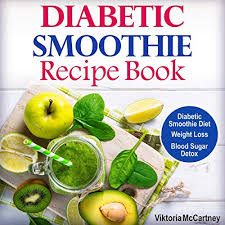 DIABETIC
SMOOTHIE
Recipe Book
Diabetic
Smoothie Diet
Weight Loss
Blood Sugar
Detox
Viktoria McCartney